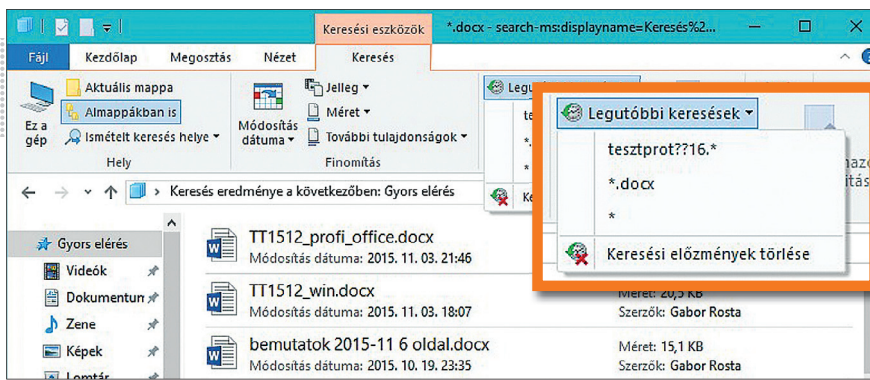 Keresési eszközök
*.docx - search-ms:displayname=Keresés%2...
Fájl Kezdőlap Megosztás Nézet Keresés
Ez a gép
Aktuális mappa
Almappákban is
Ismételt keresés helye
Hely
Módosítás dátuma
Jelleg
Méret
További tulajdonságok
Finomítás
Legutóbbi keresések
tesztprot??16.*
*.docx
*
Keresési előzmények törlése
Keresés eredménye a következőben: Gyors elérés
Gyors elérés
Videók
Zene
Képek
TT1512_profi_office.docx
Módosítás dátuma: 2015. 11. 03. 21:46
TT1512_win.docx
Módosítás dátuma: 2015. 11. 03. 18:07
Méret: 20,5 KB
Szerzők: Gabor Rosta
bemutatok 2015-11 6 oldal.docx
Módosítás dátuma: 2015. 10. 19. 23:35
Méret: 15,1 KB
Szerzők: Gabor Rosta